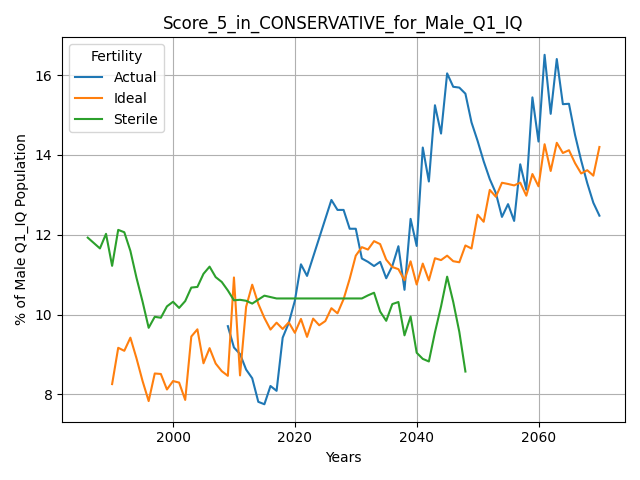 Score_5_in_CONSERVATIVE_for_Male_Q1_IQ
Fertility
Actual
Ideal
Sterile
% of Male Q1_IQ Population
16
14
12
10
8
2000
2020
2040
2060
Years